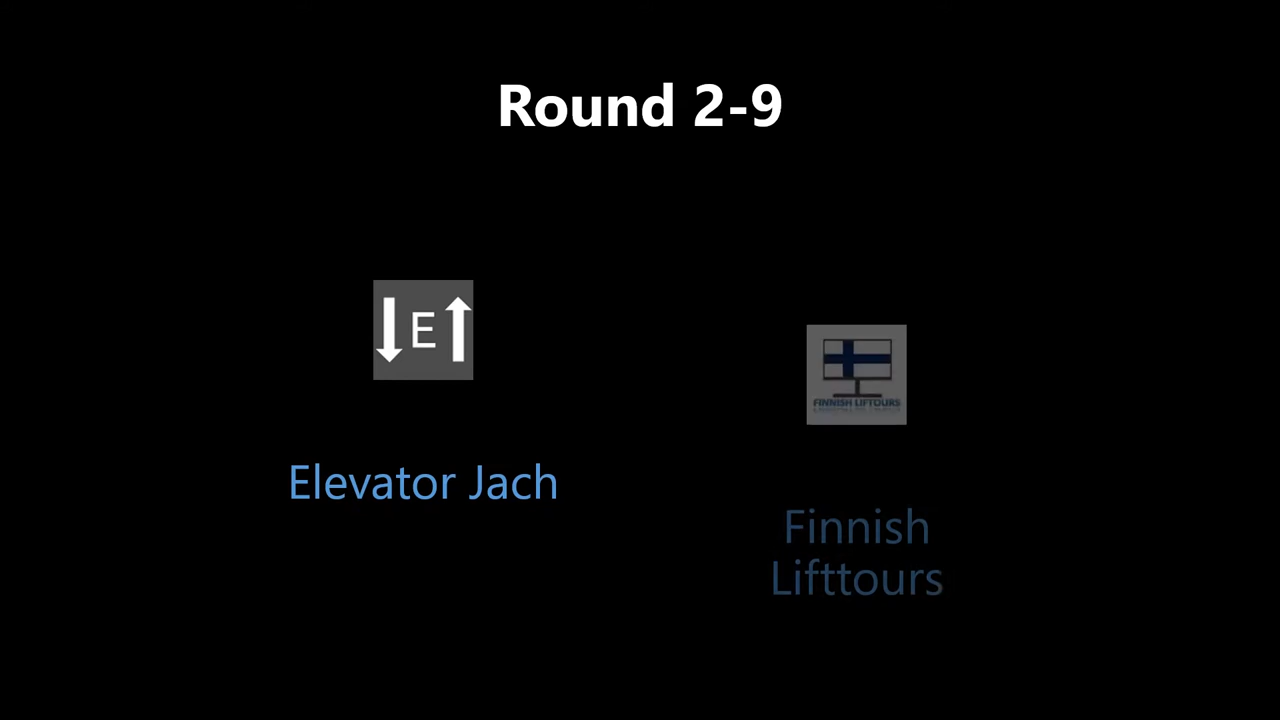 Round 2-9
E
Elevator Jach
FINNISH LIFTOURS
Finnish
Lifttours